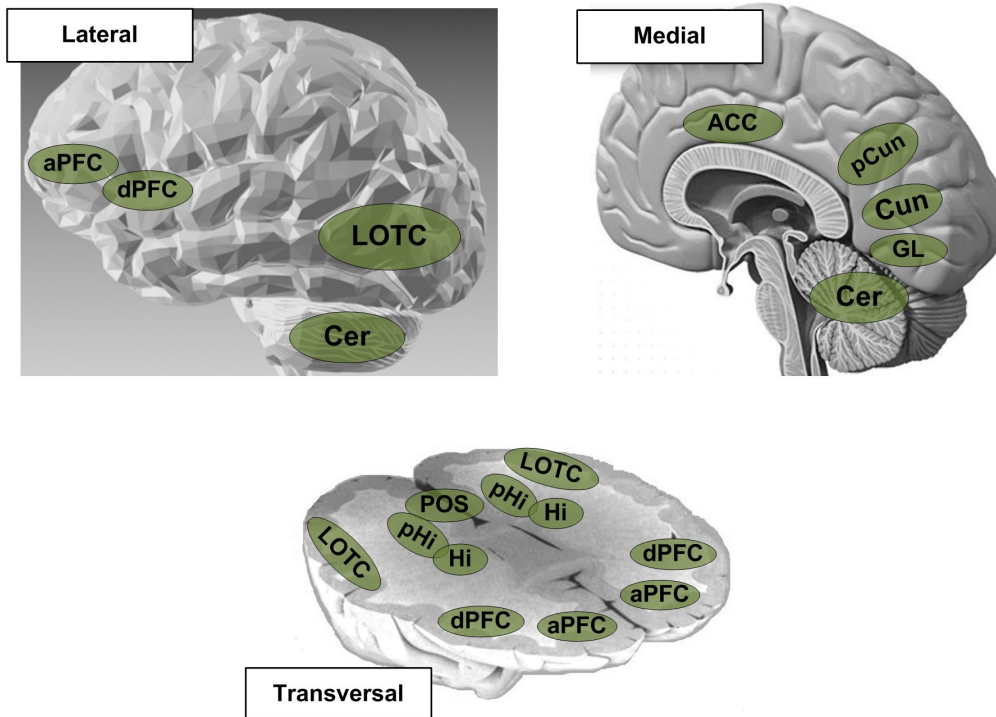 Lateral
aPFC
dPFC
LOTC
Cer
Medial
ACC
pCun
Cun
GL
Cer
LOTC
pHi
Hi
POS
pHi
Hi
LOTC
dPFC
aPFC
dPFC
aPFC
Transversal